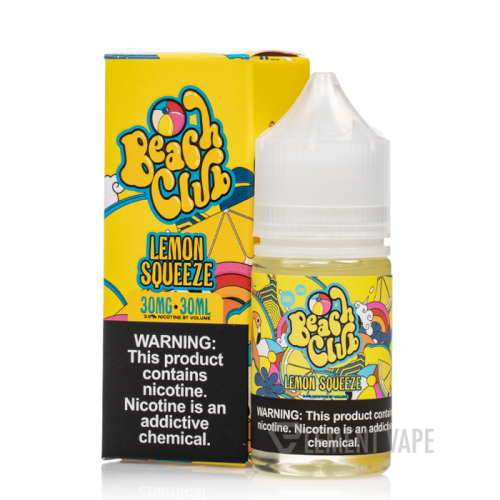 Beach
Club
LEMON
SQUEEZE
30MG • 30ML
3.0% NICOTINE BY VOLUME
WARNING:
This product
contains
nicotine.
Nicotine is an
addictive
chemical.
Beach
Club
LEMON SQUEEZE
WARNING: This product contains
nicotine. Nicotine is an addictive
chemical.
ELEMENT VAPE